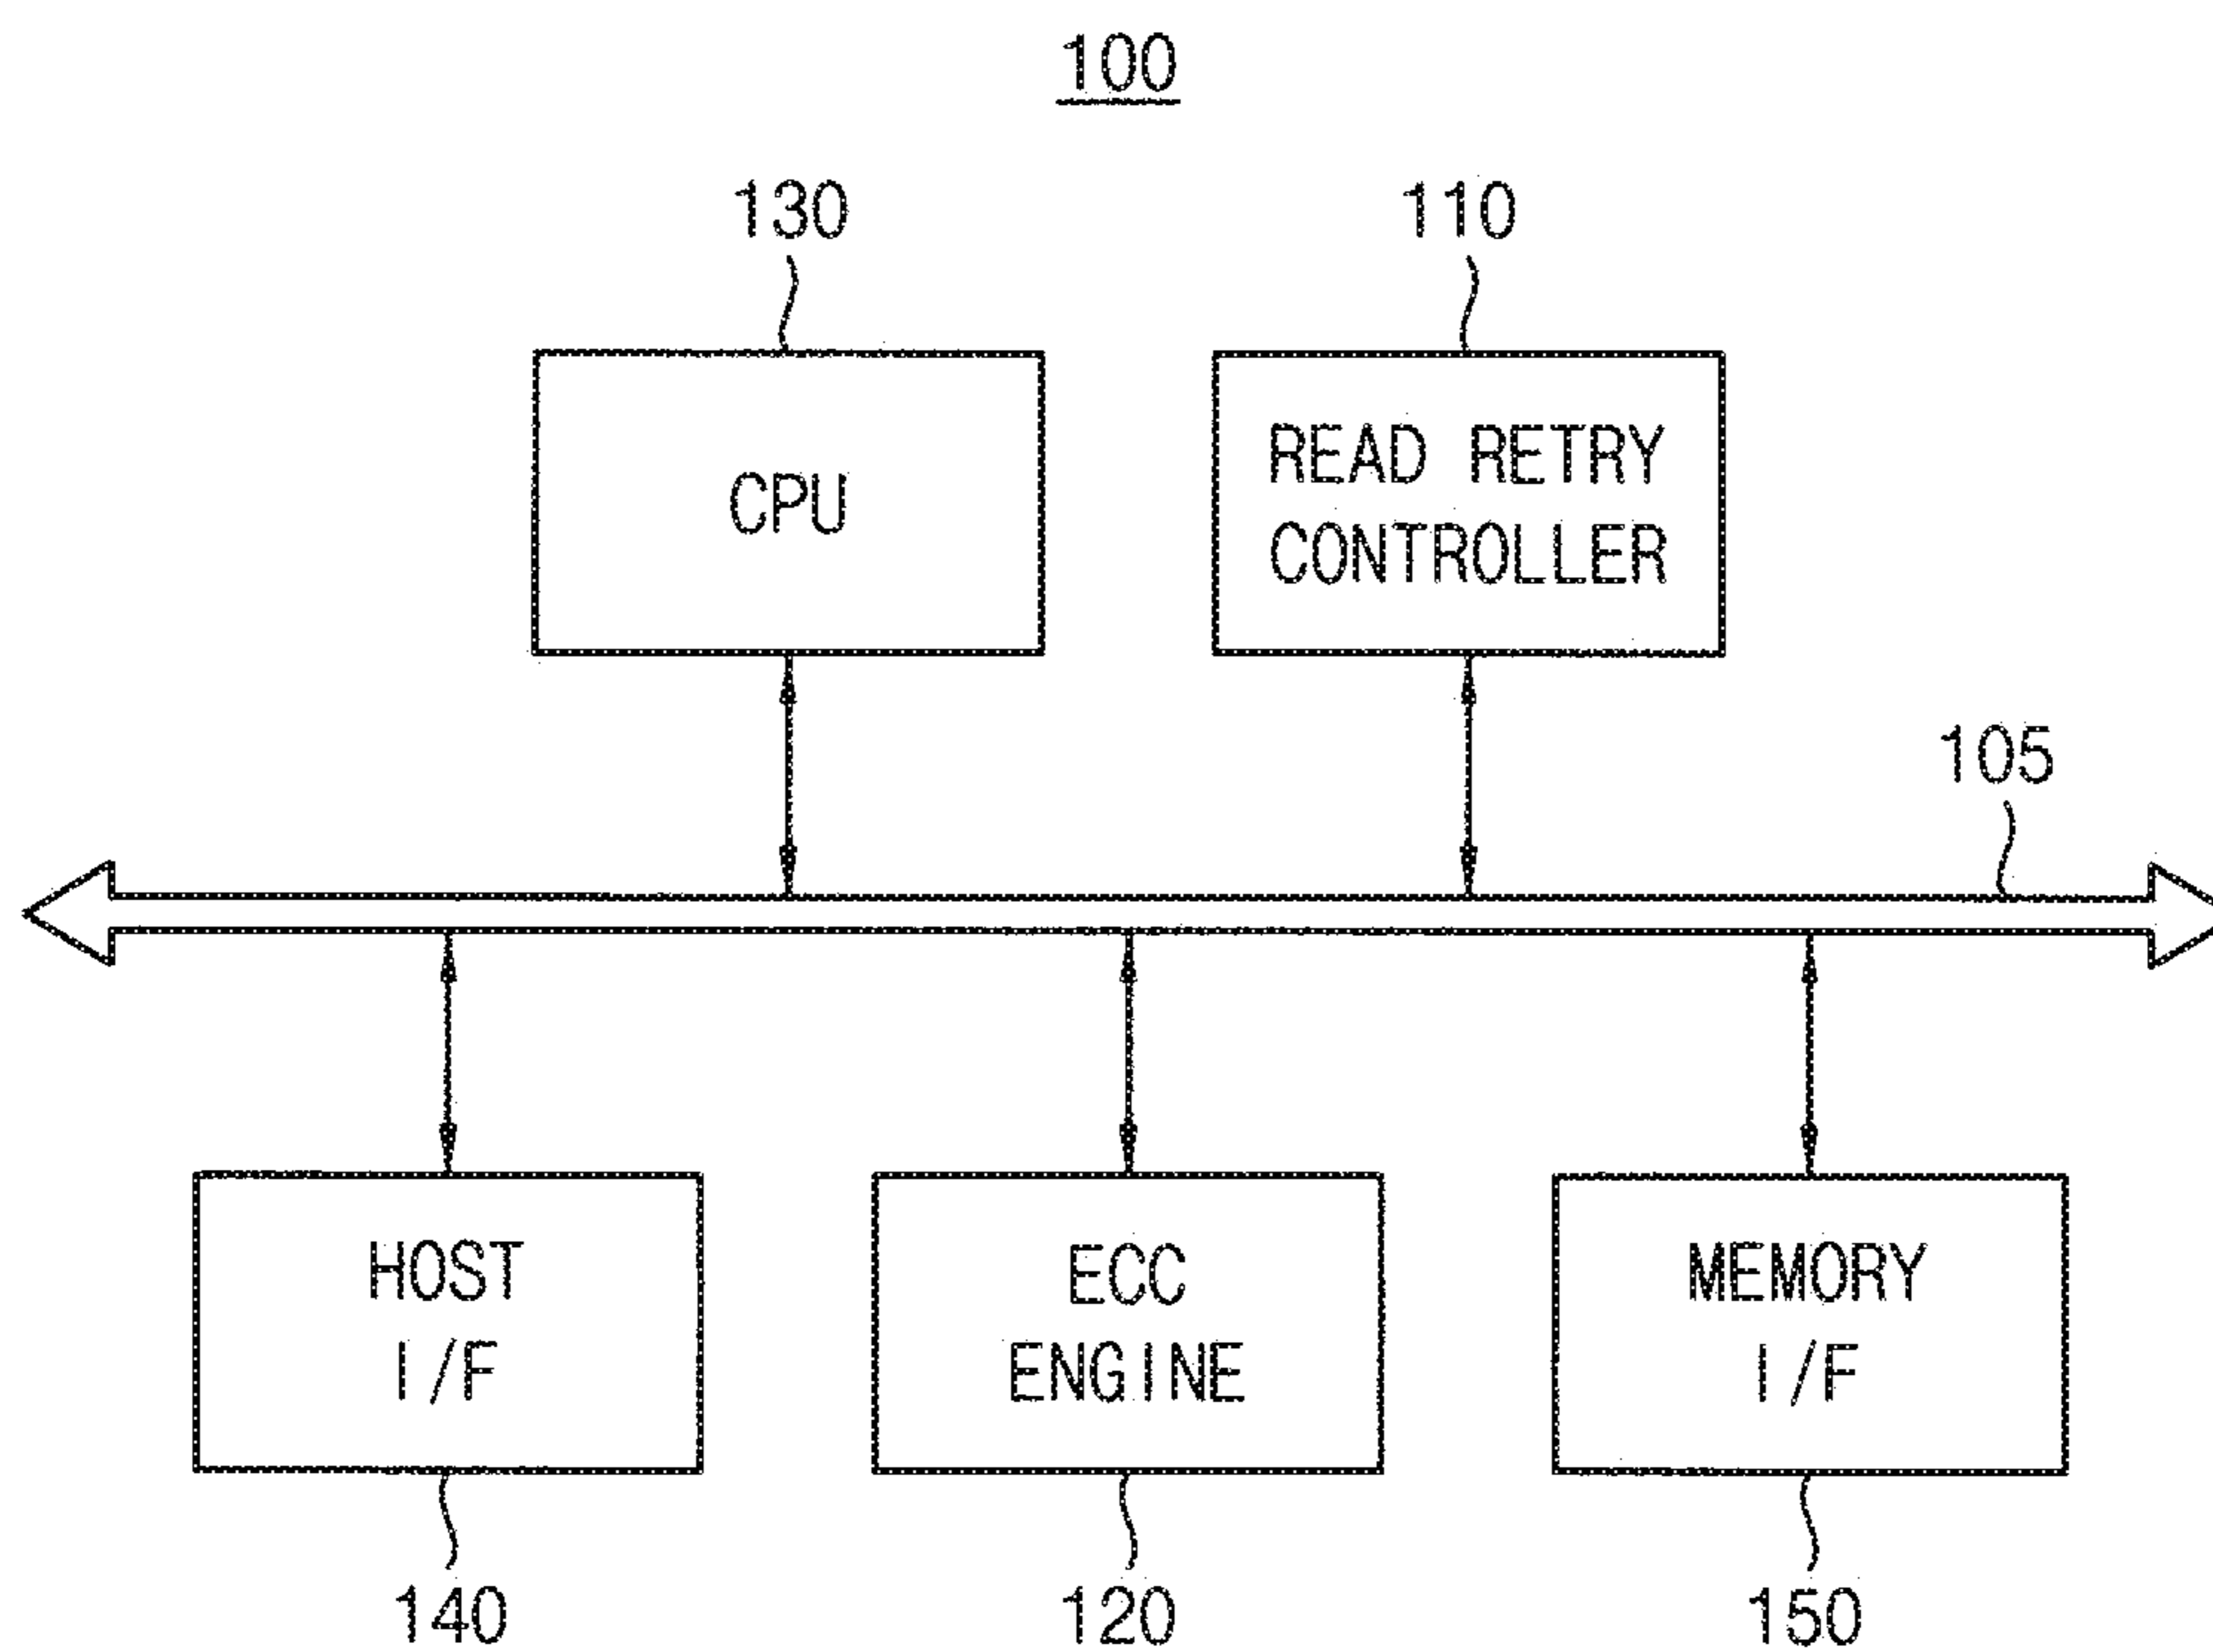 100
130
110
CPU
READ RETRY
CONTROLLER
105
HOST
I/F
ECC
ENGINE
MEMORY
I/F
140
120
150